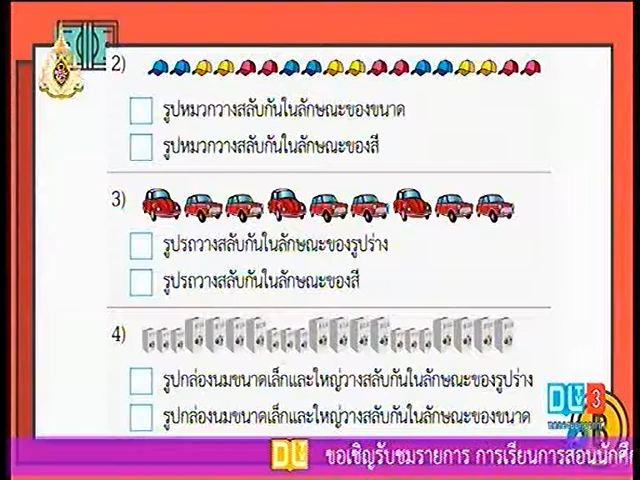 2)
รูปหมวกวางสลับกันในลักษณะของขนาด
รูปหมวกวางสลับกันในลักษณะของสี
3)
รูปรถวางสลับกันในลักษณะของรูปร่าง
รูปรถวางสลับกันในลักษณะของสี
4)
รูปกล่องนมขนาดเล็กและใหญ่วางสลับกันในลักษณะของรูปร่าง
รูปกล่องนมขนาดเล็กและใหญ่วางสลับกันในลักษณะของขนาด
DLTV 3
DLTV ขอเชิญรับชมรายการ การเรียนการสอนนักศึ